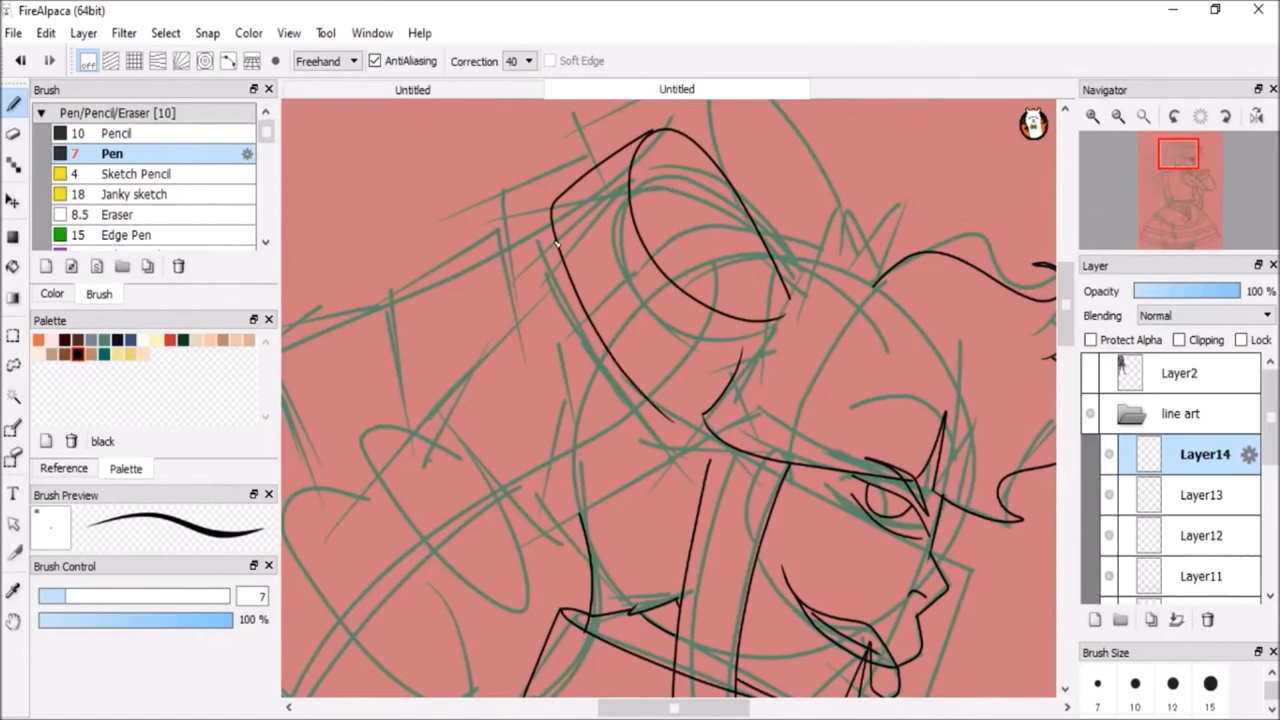 FireAlpaca (64bit)
File Edit Layer Filter Select Snap Color View Tool Window Help
off Freehand AntiAliasing Correction 40 Soft Edge
Brush
Untitled Untitled
Navigator
Pen/Pencil/Eraser [10]
10 Pencil
7 Pen
4 Sketch Pencil
18 Janky sketch
8.5 Eraser
15 Edge Pen
Color Brush
Palette
black
Reference Palette
Brush Preview
Brush Control
7
100 %
Layer
Opacity 100 %
Blending Normal
Protect Alpha Clipping Lock
Layer2
line art
Layer14
Layer13
Layer12
Layer11
Brush Size
7 10 12 15